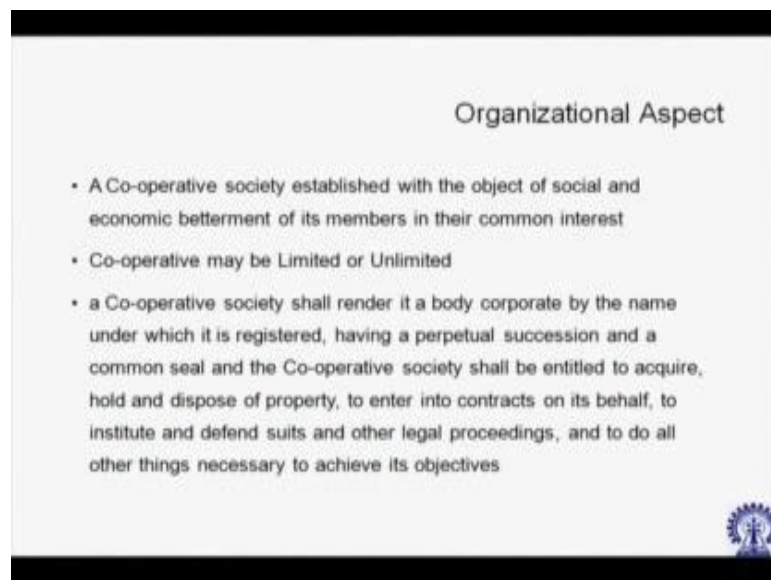 Organizational Aspect
• A Co-operative society established with the object of social and
economic betterment of its members in their common interest
• Co-operative may be Limited or Unlimited
• a Co-operative society shall render it a body corporate by the name
under which it is registered, having a perpetual succession and a
common seal and the Co-operative society shall be entitled to acquire,
hold and dispose of property, to enter into contracts on its behalf, to
institute and defend suits and other legal proceedings, and to do all
other things necessary to achieve its objectives